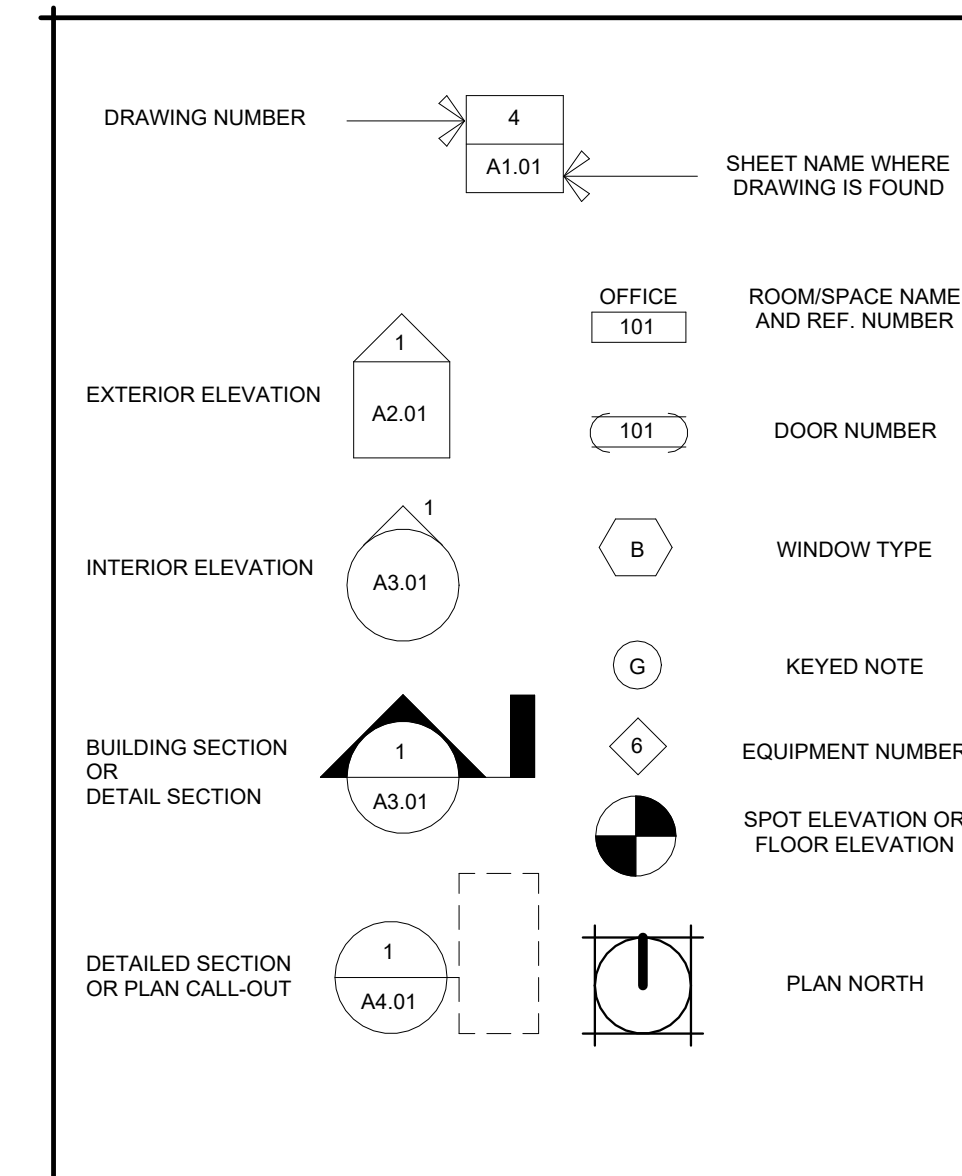 DRAWING NUMBER
4
A1.01
SHEET NAME WHERE
DRAWING IS FOUND
OFFICE
101
ROOM/SPACE NAME
AND REF. NUMBER
EXTERIOR ELEVATION
1
A2.01
101
DOOR NUMBER
INTERIOR ELEVATION
1
A3.01
B
WINDOW TYPE
G
KEYED NOTE
BUILDING SECTION
OR
DETAIL SECTION
1
A3.01
6
EQUIPMENT NUMBER
SPOT ELEVATION OR
FLOOR ELEVATION
DETAILED SECTION
OR PLAN CALL-OUT
1
A4.01
PLAN NORTH